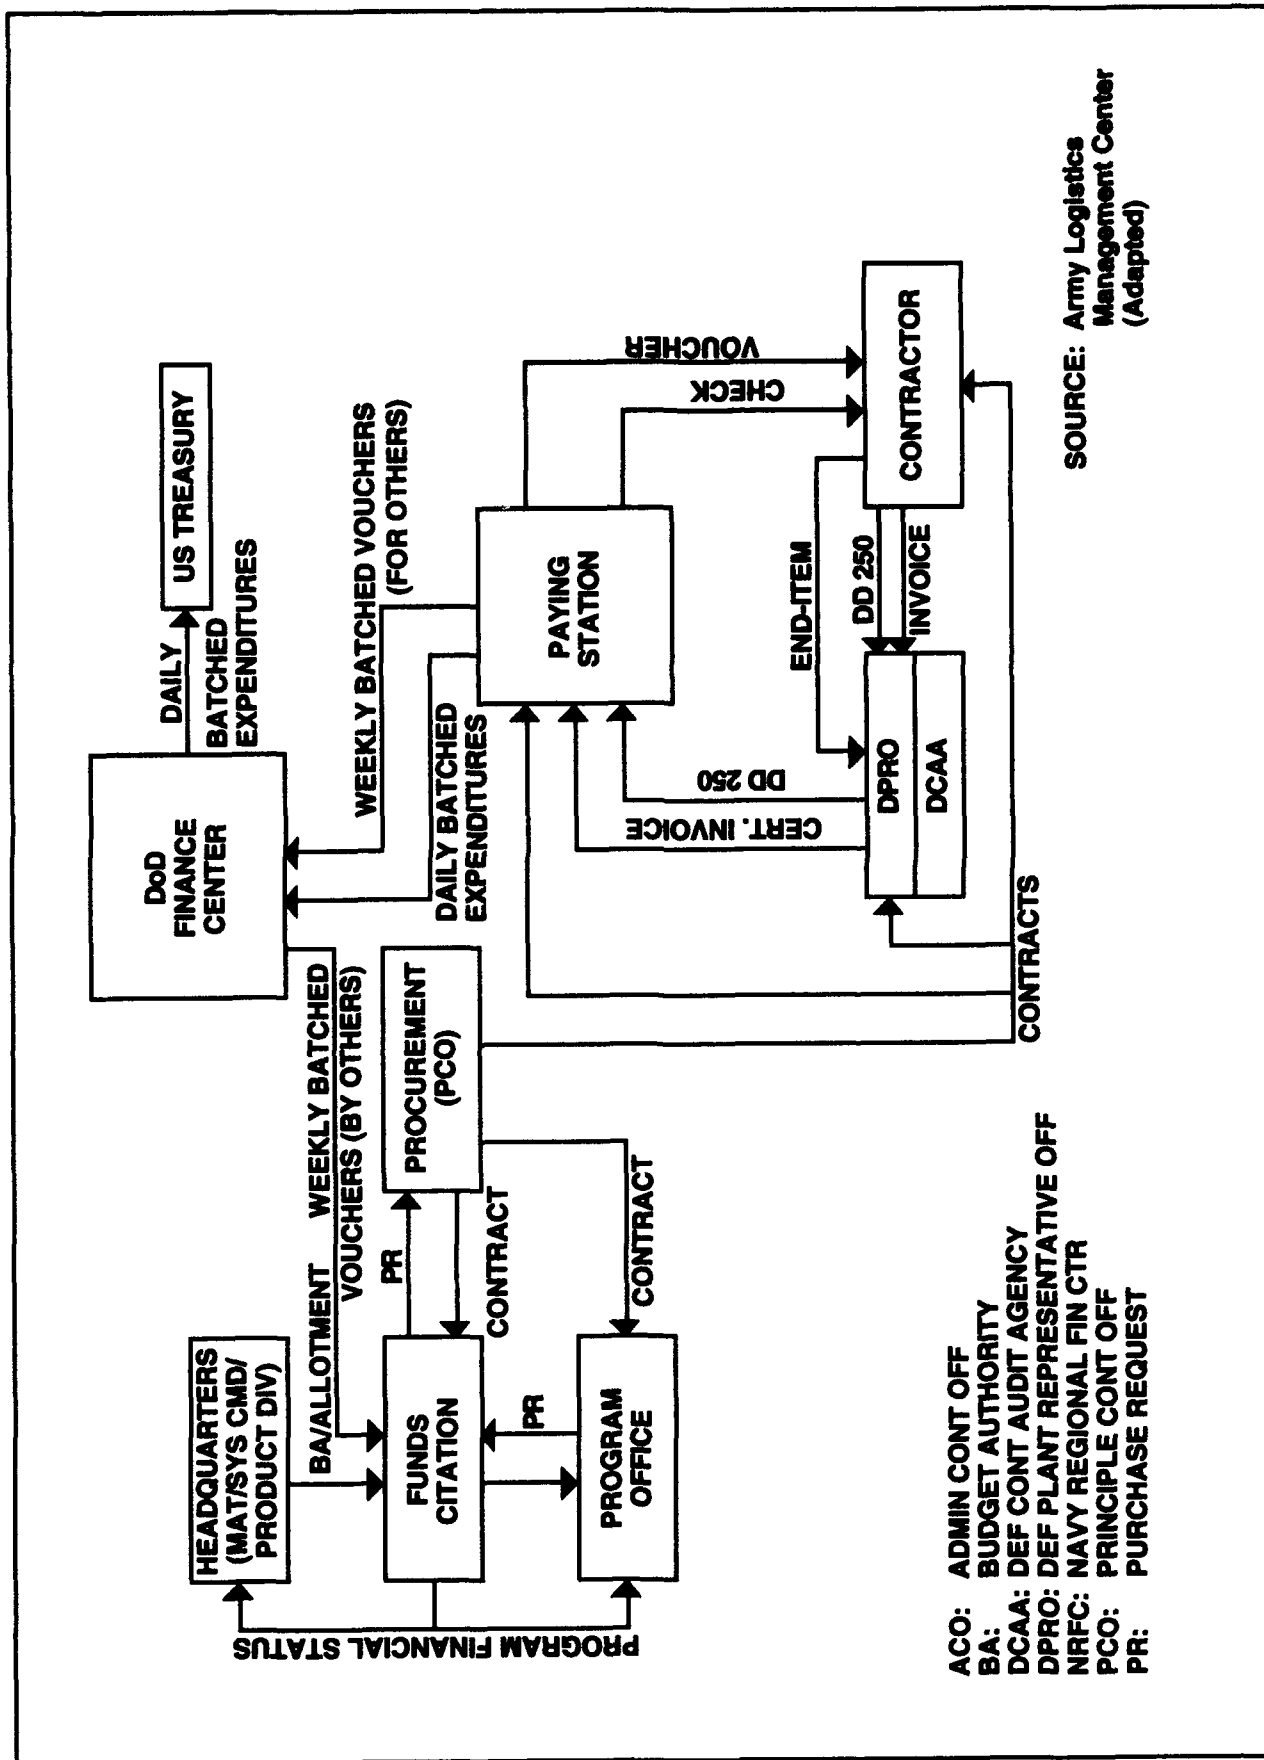 HEADQUARTERS
(MAT/SYS CMD/
PRODUCT DIV)
DoD
FINANCE
CENTER
DAILY
BATCHED
EXPENDITURES
US TREASURY
BA/ALLOTMENT
WEEKLY BATCHED
VOUCHERS (BY OTHERS)
WEEKLY BATCHED VOUCHERS
(FOR OTHERS)
DAILY BATCHED
EXPENDITURES
PROGRAM FINANCIAL STATUS
FUNDS
CITATION
PR
CONTRACT
PROCUREMENT
(PCO)
PAYING
STATION
VOUCHER
CHECK
PR
PROGRAM
OFFICE
CONTRACT
CERT. INVOICE
DD 250
END-ITEM
DD 250
INVOICE
DPRO
DCAA
CONTRACTOR
CONTRACTS
ACO: ADMIN CONT OFF
BA: BUDGET AUTHORITY
DCAA: DEF CONT AUDIT AGENCY
DPRO: DEF PLANT REPRESENTATIVE OFF
NRFC: NAVY REGIONAL FIN CTR
PCO: PRINCIPLE CONT OFF
PR: PURCHASE REQUEST
SOURCE: Army Logistics
Management Center
(Adapted)